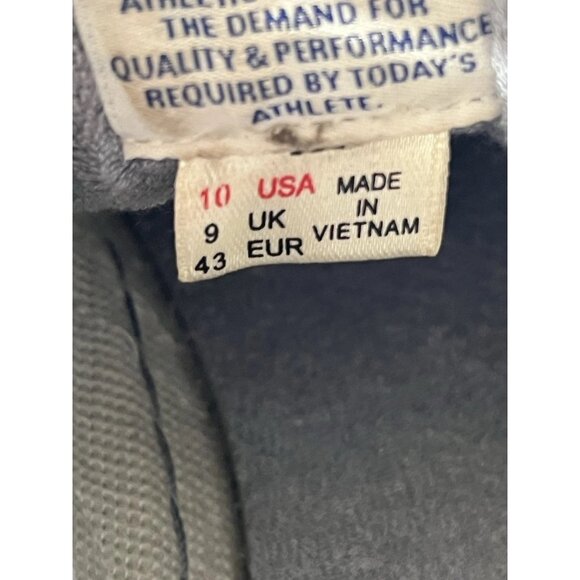 THE DEMAND FOR
QUALITY & PERFORMANCE
REQUIRED BY TODAY'S
ATHLETE.
10 USA
9 UK
43 EUR
MADE
IN
VIETNAM